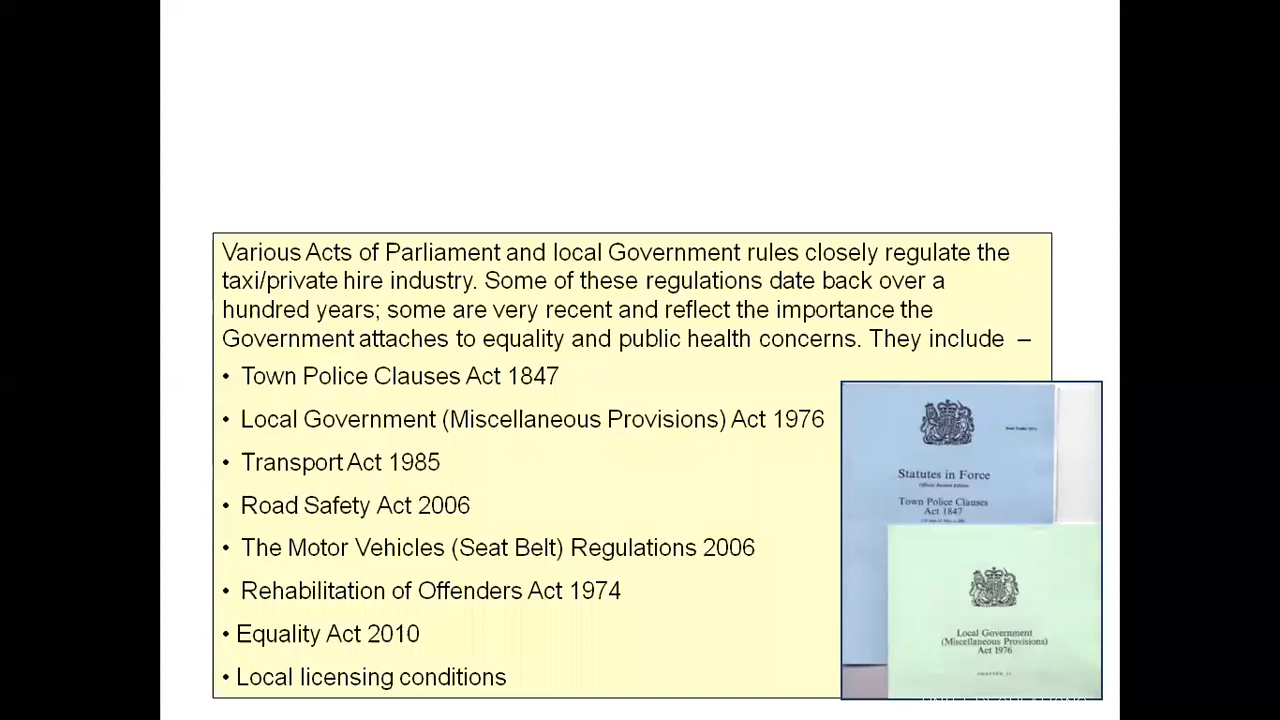 Various Acts of Parliament and local Government rules closely regulate the
taxi/private hire industry. Some of these regulations date back over a
hundred years; some are very recent and reflect the importance the
Government attaches to equality and public health concerns. They include –
• Town Police Clauses Act 1847
• Local Government (Miscellaneous Provisions) Act 1976
• Transport Act 1985
• Road Safety Act 2006
• The Motor Vehicles (Seat Belt) Regulations 2006
• Rehabilitation of Offenders Act 1974
• Equality Act 2010
• Local licensing conditions
Statutes in Force
Town Police Clauses
Act 1847
Local Government
(Miscellaneous Provisions)
Act 1976